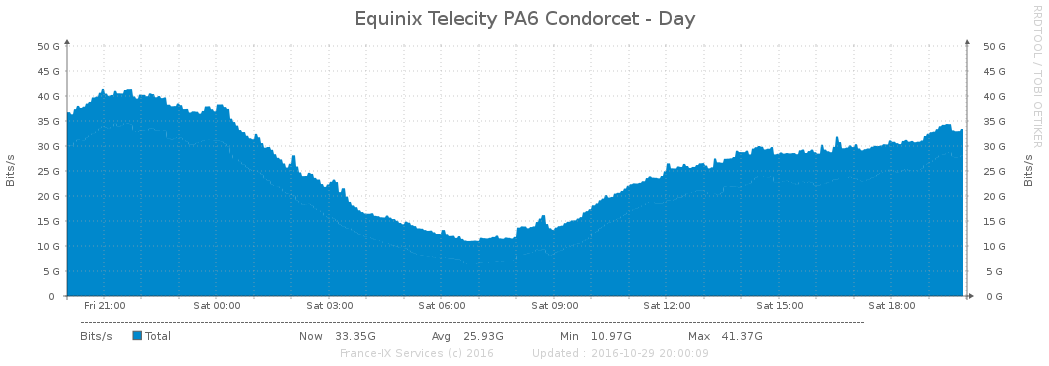 Equinix Telecity PA6 Condorcet - Day
RRDTOOL / TOBI OETIKER
50 G 50 G
45 G 45 G
40 G 40 G
35 G 35 G
30 G 30 G
25 G 25 G
20 G 20 G
15 G 15 G
10 G 10 G
5 G 5 G
0 0 G
Bits/s
Bits/s
Fri 21:00 Sat 00:00 Sat 03:00 Sat 06:00 Sat 09:00 Sat 12:00 Sat 15:00 Sat 18:00
Bits/s Total Now 33.35G Avg 25.93G Min 10.97G Max 41.37G
France-IX Services (c) 2016 Updated : 2016-10-29 20:00:09